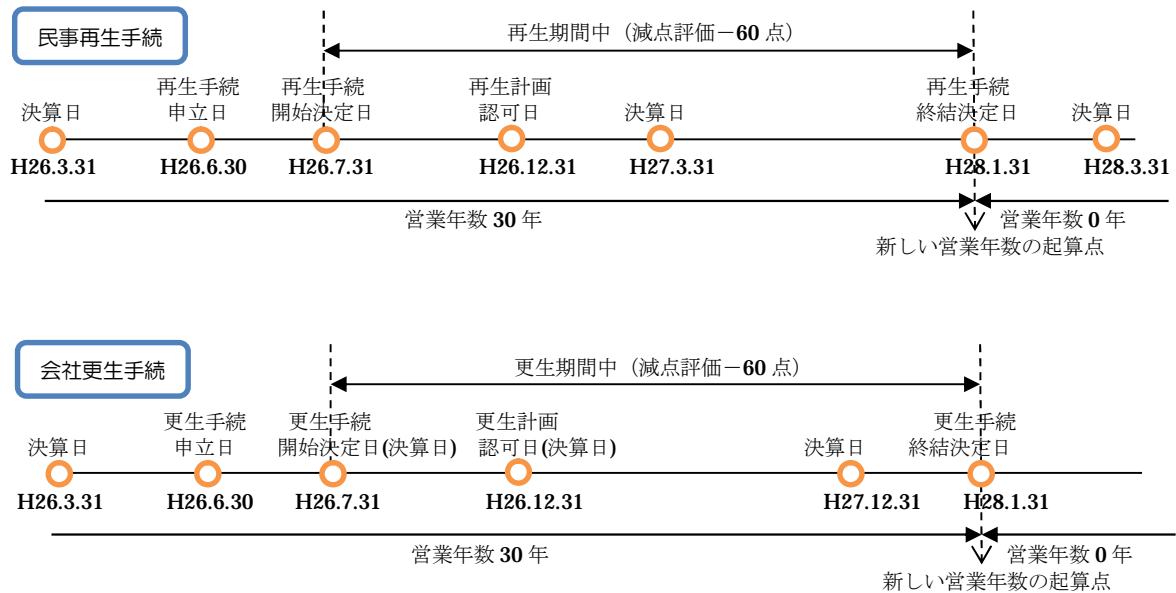 民事再生手続
再生期間中（減点評価－60 点）
再生手続 再生手続 再生計画 再生手続
決算日 申立日 開始決定日 認可日 決算日 終結決定日 決算日
H26.3.31 H26.6.30 H26.7.31 H26.12.31 H27.3.31 H28.1.31 H28.3.31
営業年数 30 年 営業年数 0 年
新しい営業年数の起算点
会社更生手続
更生期間中（減点評価－60 点）
更生手続 更生手続 更生計画 更生手続
決算日 申立日 開始決定日(決算日) 認可日(決算日) 決算日 終結決定日
H26.3.31 H26.6.30 H26.7.31 H26.12.31 H27.12.31 H28.1.31
営業年数 30 年 営業年数 0 年
新しい営業年数の起算点